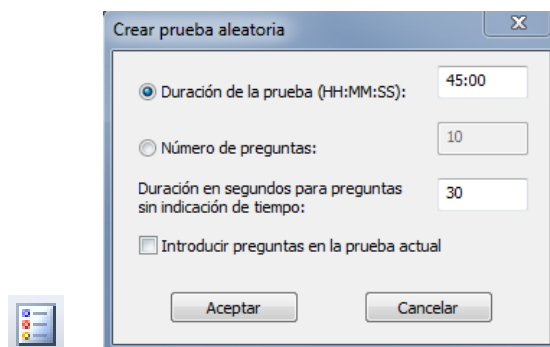 Crear prueba aleatoria
Duración de la prueba (HH:MM:SS):
45:00
Número de preguntas:
10
Duración en segundos para preguntas
sin indicación de tiempo:
30
Introducir preguntas en la prueba actual
Aceptar
Cancelar